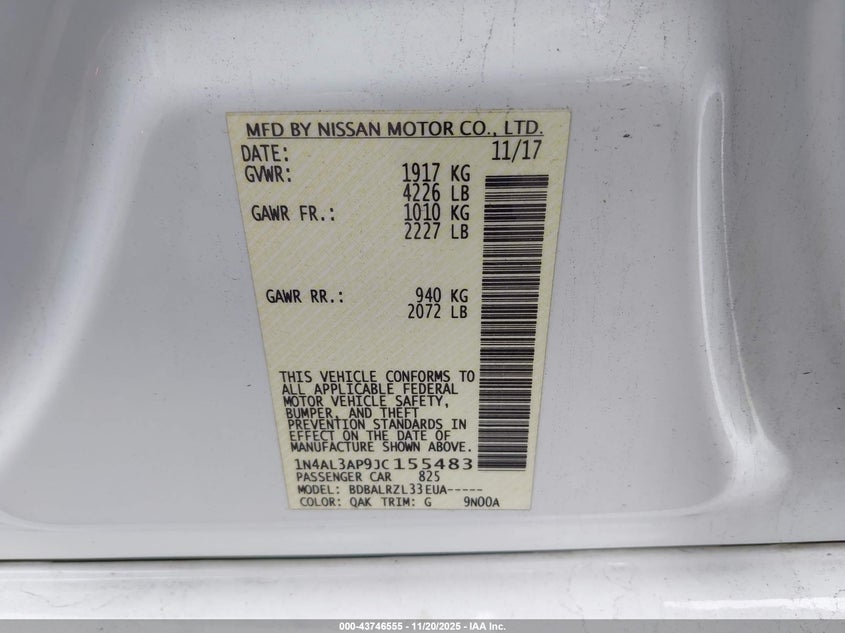 MFD BY NISSAN MOTOR CO., LTD.
DATE: 11/17
GVWR: 1917 KG
4226 LB
GAWR FR.: 1010 KG
2227 LB
GAWR RR.: 940 KG
2072 LB
THIS VEHICLE CONFORMS TO
ALL APPLICABLE FEDERAL
MOTOR VEHICLE SAFETY,
BUMPER, AND THEFT
PREVENTION STANDARDS IN
EFFECT ON THE DATE OF
MANUFACTURE SHOWN ABOVE.
1N4AL3AP9JC155483
PASSENGER CAR 825
MODEL: BDBALRZL33EUA-----
COLOR: QAK TRIM: G 9N00A
000-43746555 - 11/20/2025 - IAA Inc.